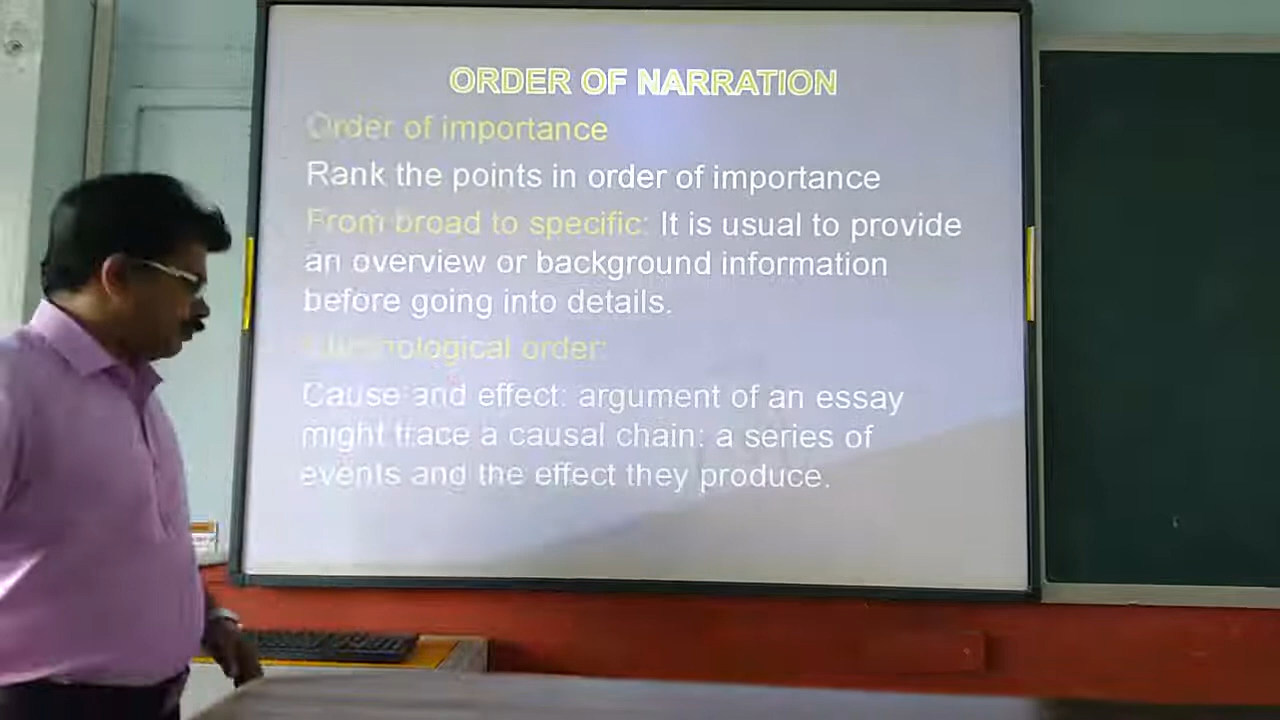 ORDER OF NARRATION
Order of importance
Rank the points in order of importance
From broad to specific: It is usual to provide
an overview or background information
before going into details.
Chronological order:
Cause and effect: argument of an essay
might trace a causal chain: a series of
events and the effect they produce.